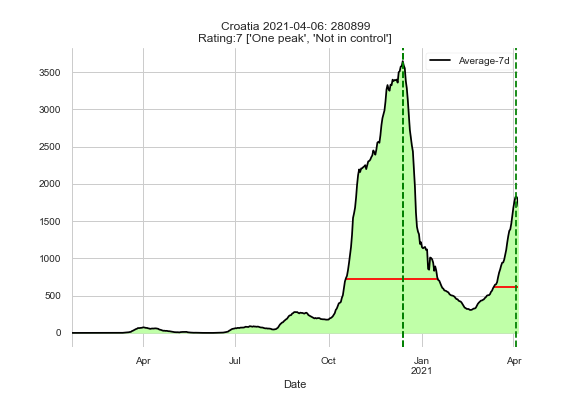 Croatia 2021-04-06: 280899
Rating:7 ['One peak', 'Not in control']
Average-7d
3500
3000
2500
2000
1500
1000
500
0
Apr
Jul
Oct
Jan
2021
Apr
Date